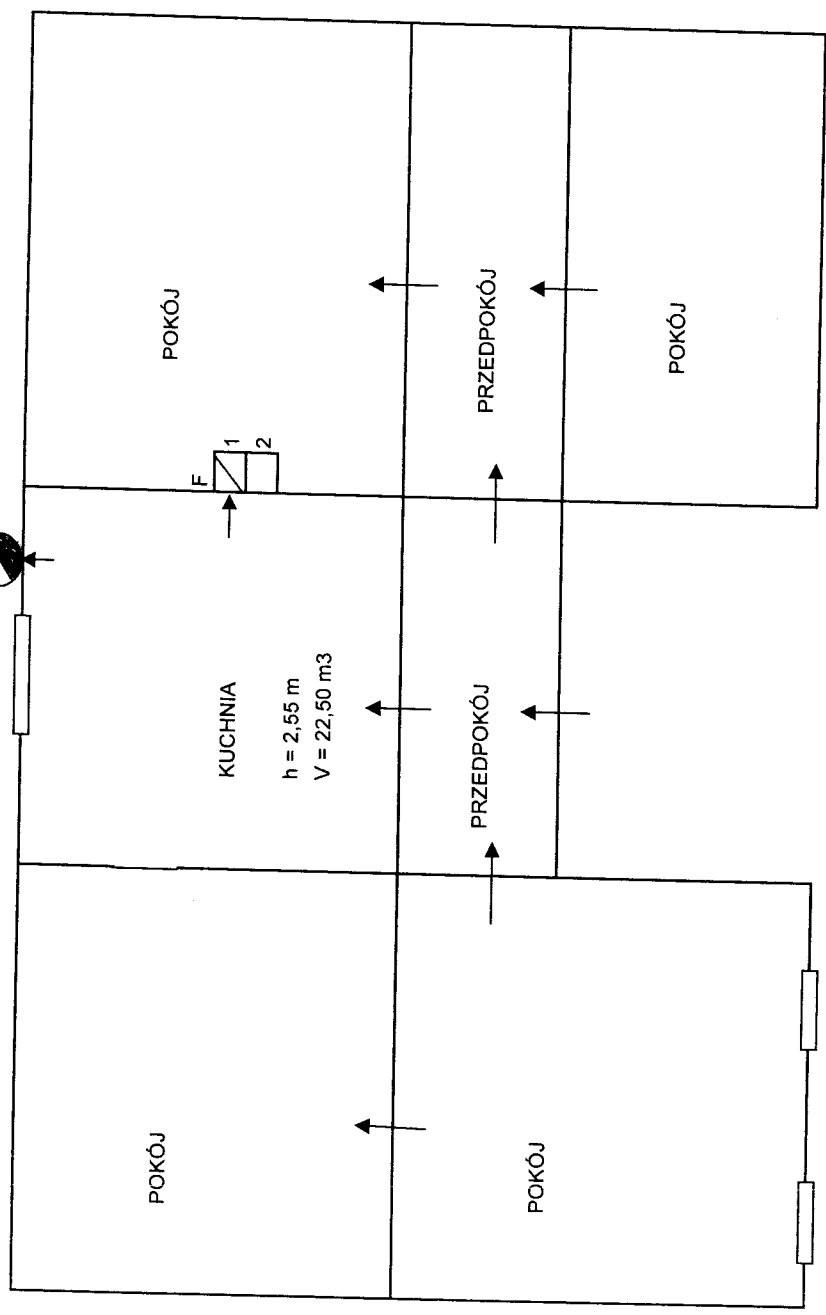 POKÓJ
POKÓJ
F
KUCHNIA
1
2
h = 2,55 m
V = 22,50 m3
PRZEDPOKÓJ
PRZEDPOKÓJ
POKÓJ
POKÓJ